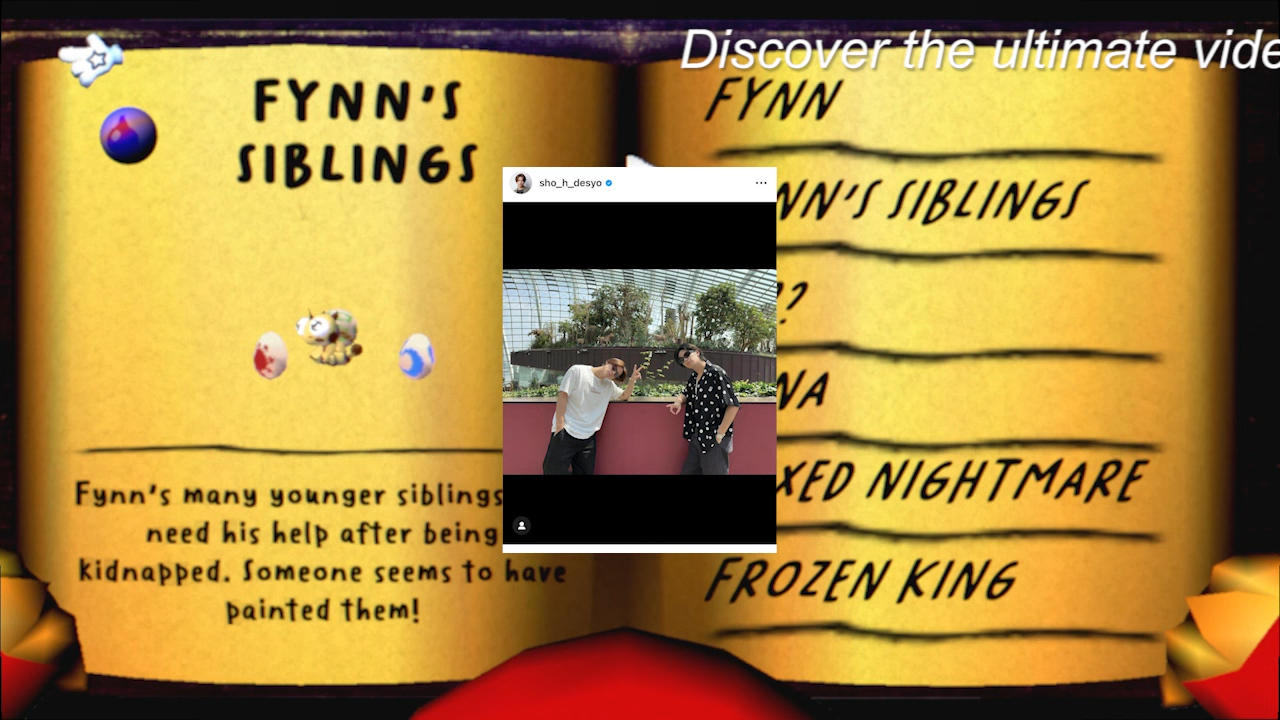 Discover the ultimate vide
FYNN'S
SIBLINGS
Fynn's many younger siblings
need his help after being
kidnapped. Someone seems to have
painted them!
sho_h_desyo
FYNN
NN'S SIBLINGS
?
NA
XED NIGHTMARE
FROZEN KING